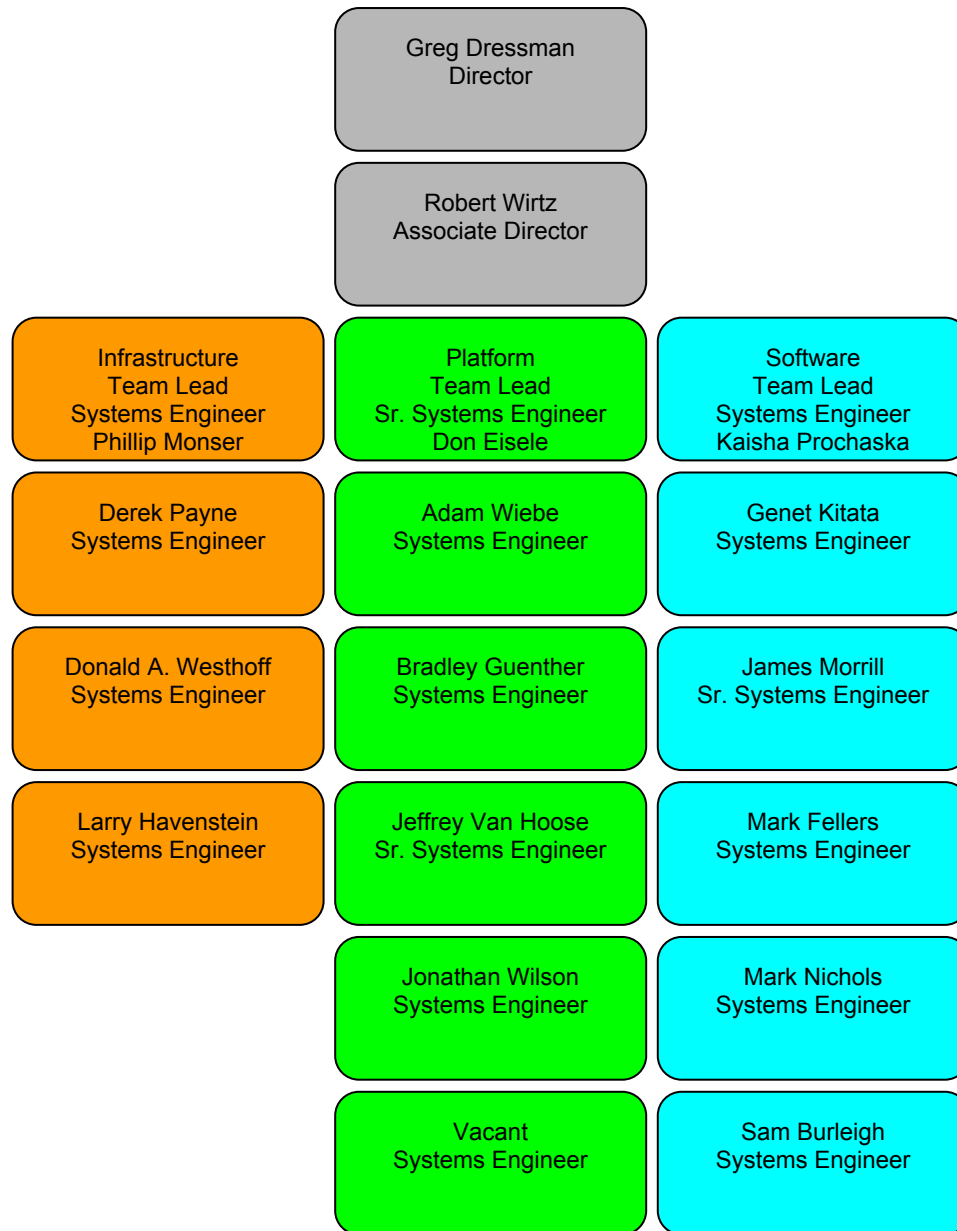 Greg Dressman
Director
Robert Wirtz
Associate Director
Infrastructure
Team Lead
Systems Engineer
Phillip Monser
Platform
Team Lead
Sr. Systems Engineer
Don Eisele
Software
Team Lead
Systems Engineer
Kaisha Prochaska
Derek Payne
Systems Engineer
Adam Wiebe
Systems Engineer
Genet Kitata
Systems Engineer
Donald A. Westhoff
Systems Engineer
Bradley Guenther
Systems Engineer
James Morrill
Sr. Systems Engineer
Larry Havenstein
Systems Engineer
Jeffrey Van Hoose
Sr. Systems Engineer
Mark Fellers
Systems Engineer
Jonathan Wilson
Systems Engineer
Mark Nichols
Systems Engineer
Vacant
Systems Engineer
Sam Burleigh
Systems Engineer